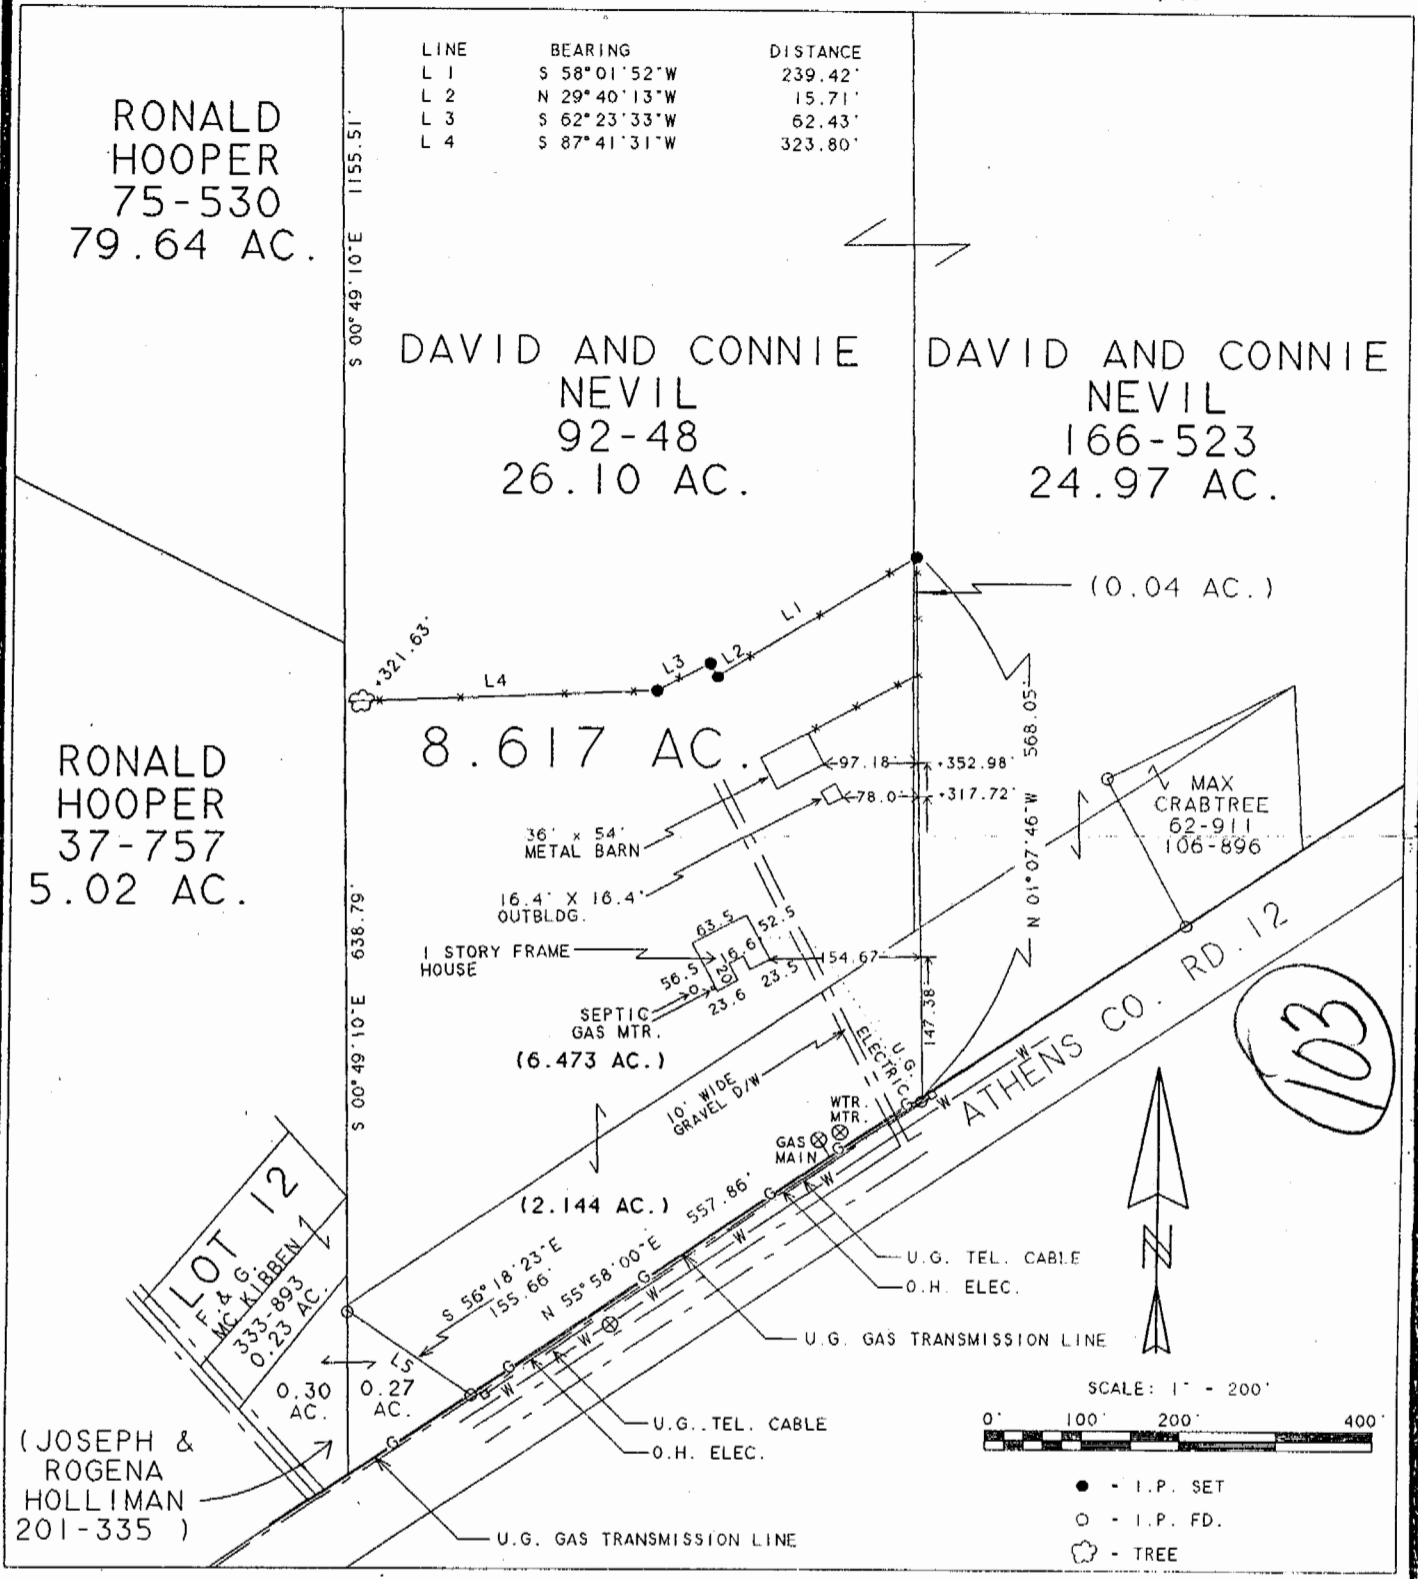 LINE BEARING DISTANCE
L 1 S 58°01'52"W 239.42'
L 2 N 29°40'13"W 15.71'
L 3 S 62°23'33"W 62.43'
L 4 S 87°41'31"W 323.80'
RONALD
HOOPER
75-530
79.64 AC.
S 00°49'10"E 1155.51'
DAVID AND CONNIE
NEVIL
92-48
26.10 AC.
DAVID AND CONNIE
NEVIL
166-523
24.97 AC.
(0.04 AC.)
L1
L2
L3
L4
+321.63'
8.617 AC.
N 01°07'46"W 568.05'
97.18'
+352.98'
78.0'
+317.72'
MAX
CRABTREE
62-911
106-896
RONALD
HOOPER
37-757
5.02 AC.
36' x 54'
METAL BARN
16.4' X 16.4'
OUTBLDG.
1 STORY FRAME
HOUSE
63.5
52.5
16.6
56.5
20
23.6
23.5
154.67'
147.38'
SEPTIC
GAS MTR.
(6.473 AC.)
S 00°49'10"E 638.79'
10' WIDE
GRAVEL D/W
U.G.
ELECTRIC
WTR.
MTR.
GAS
MAIN
G
G
G
G
G
G
W
W
W
W
W
W
W
ATHENS CO. RD. 12
103
(2.144 AC.)
557.86'
N 55°58'00"E
S 56°18'23"E
155.66'
LOT 12
F. & G.
MC KIBBEN
333-893
0.23 AC.
L5
0.30
AC.
0.27
AC.
(JOSEPH &
ROGENA
HOLLIMAN
201-335 )
U.G. TEL. CABLE
O.H. ELEC.
U.G. GAS TRANSMISSION LINE
U.G. TEL. CABLE
O.H. ELEC.
U.G. GAS TRANSMISSION LINE
N
SCALE: 1" - 200'
0' 100' 200' 400'
- I.P. SET
- I.P. FD.
- TREE